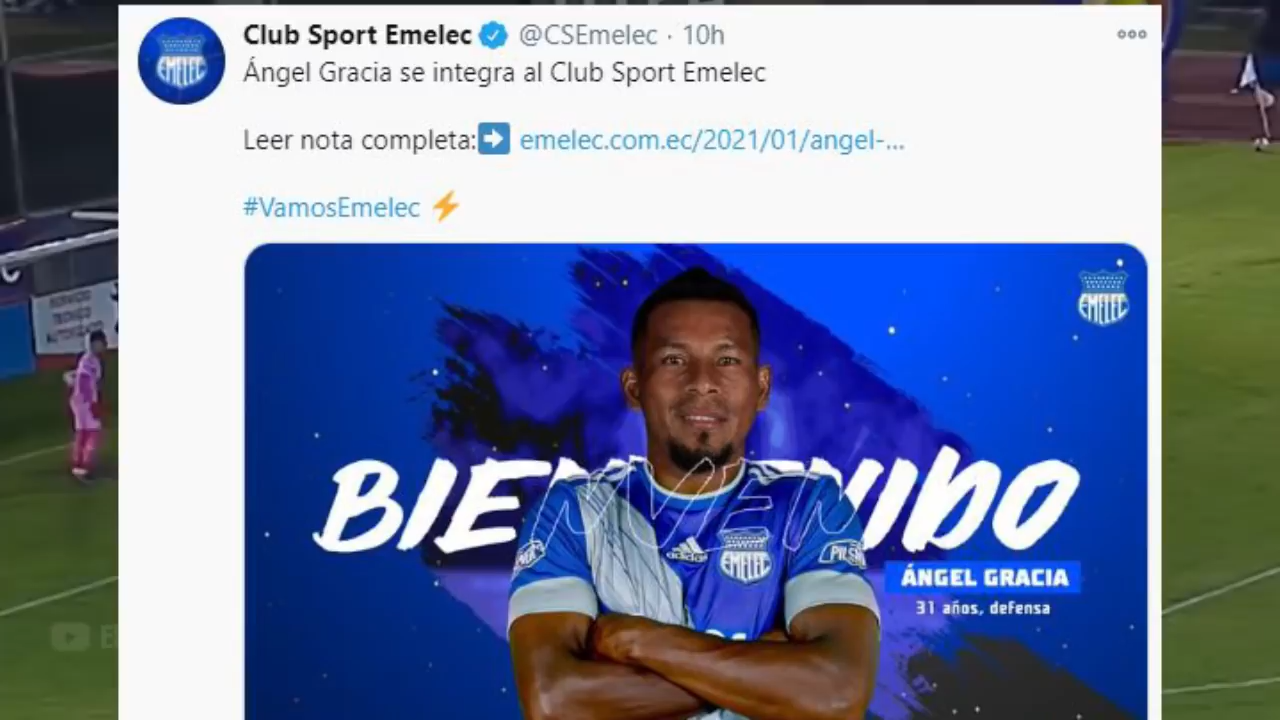 Club Sport Emelec @CSEmelec · 10h
Ángel Gracia se integra al Club Sport Emelec
Leer nota completa: emelec.com.ec/2021/01/angel-...
#VamosEmelec
EMELEC
EMELEC
BIENVENIDO
adidas
EMELEC
ÁNGEL GRACIA
31 años, defensa